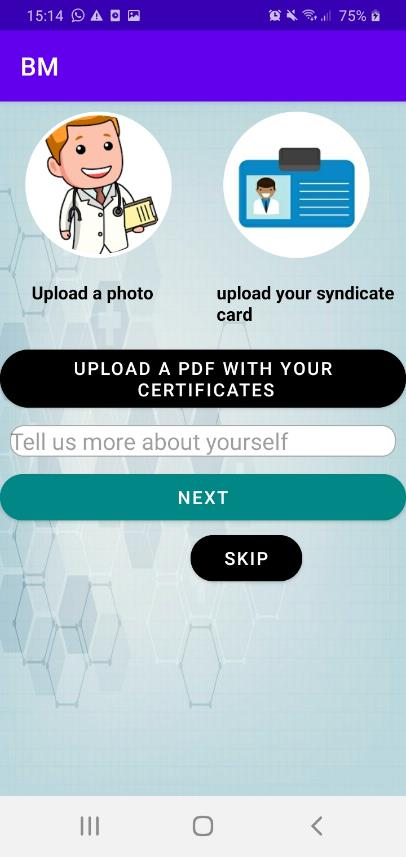 15:14
75%
BM
Upload a photo
upload your syndicate
card
UPLOAD A PDF WITH YOUR
CERTIFICATES
Tell us more about yourself
NEXT
SKIP